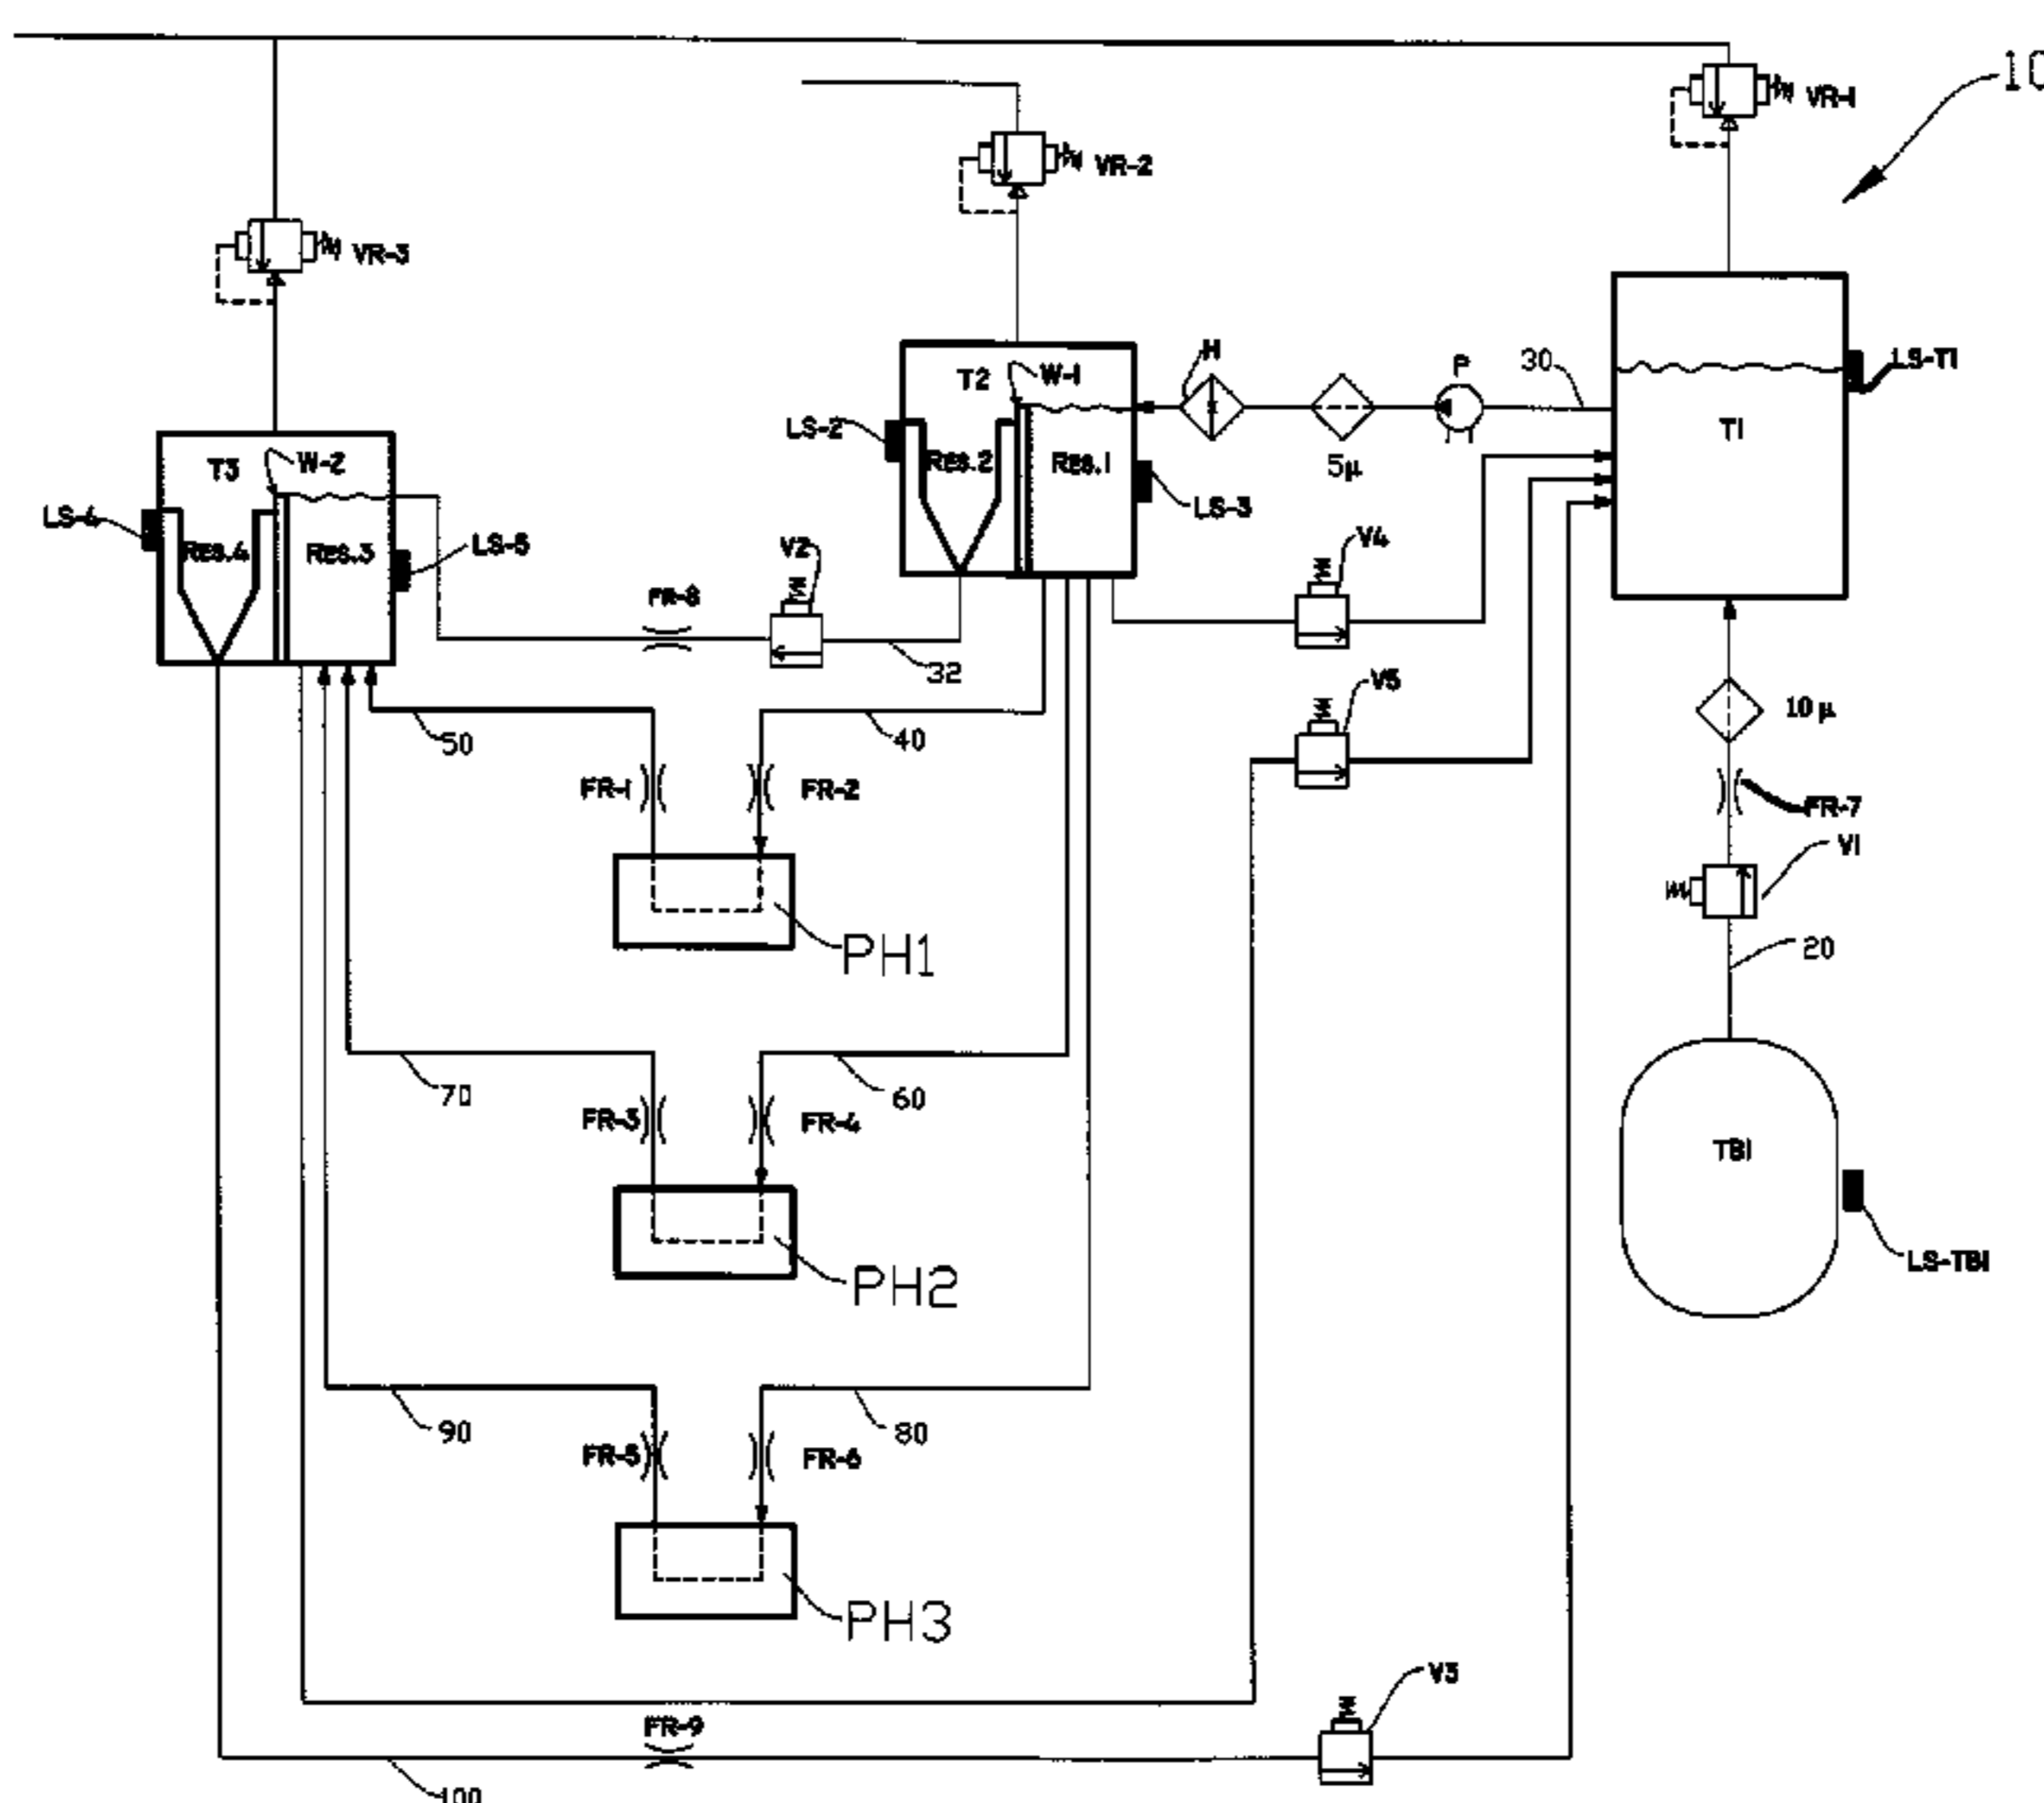 10
VR-1
VR-2
VR-3
H
P
30
LS-T1
T2
W-1
T1
LS-2
Res.2
Res.1
5μ
T3
W-2
LS-3
LS-4
Res.4
Res.3
LS-5
V2
V4
FR-8
32
V5
10 μ
50
40
FR-1
FR-2
FR-7
V1
PH1
20
70
60
FR-3
FR-4
TB1
PH2
LS-TB1
90
80
FR-5
FR-6
PH3
V3
FR-9
100